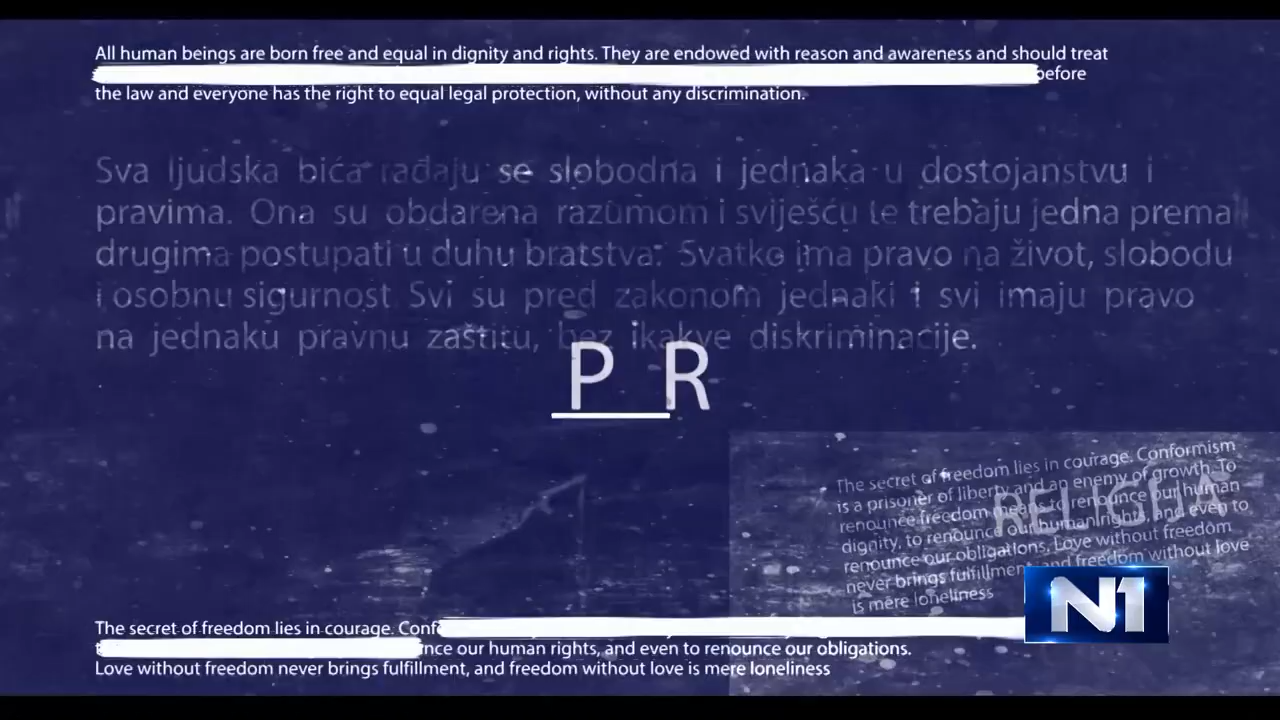 All human beings are born free and equal in dignity and rights. They are endowed with reason and awareness and should treat
before
the law and everyone has the right to equal legal protection, without any discrimination.
Sva ljudska bića rađaju se slobodna i jednaka u dostojanstvu i
pravima. Ona su obdarena razumom i sviješću te trebaju jedna prema
drugima postupati u duhu bratstva. Svatko ima pravo na život, slobodu
i osobnu sigurnost. Svi su pred zakonom jednaki i svi imaju pravo
na jednaku pravnu zaštitu, bez ikakve diskriminacije.
P R
The secret of freedom lies in courage. Conformism
is a prisoner of liberty and an enemy of growth. To
renounce freedom means to renounce our human
dignity, to renounce our human rights, and even to
renounce our obligations. Love without freedom
never brings fulfillment, and freedom without love
is mere loneliness
RELIGIJA
N1
The secret of freedom lies in courage. Conf
nce our human rights, and even to renounce our obligations.
Love without freedom never brings fulfillment, and freedom without love is mere loneliness